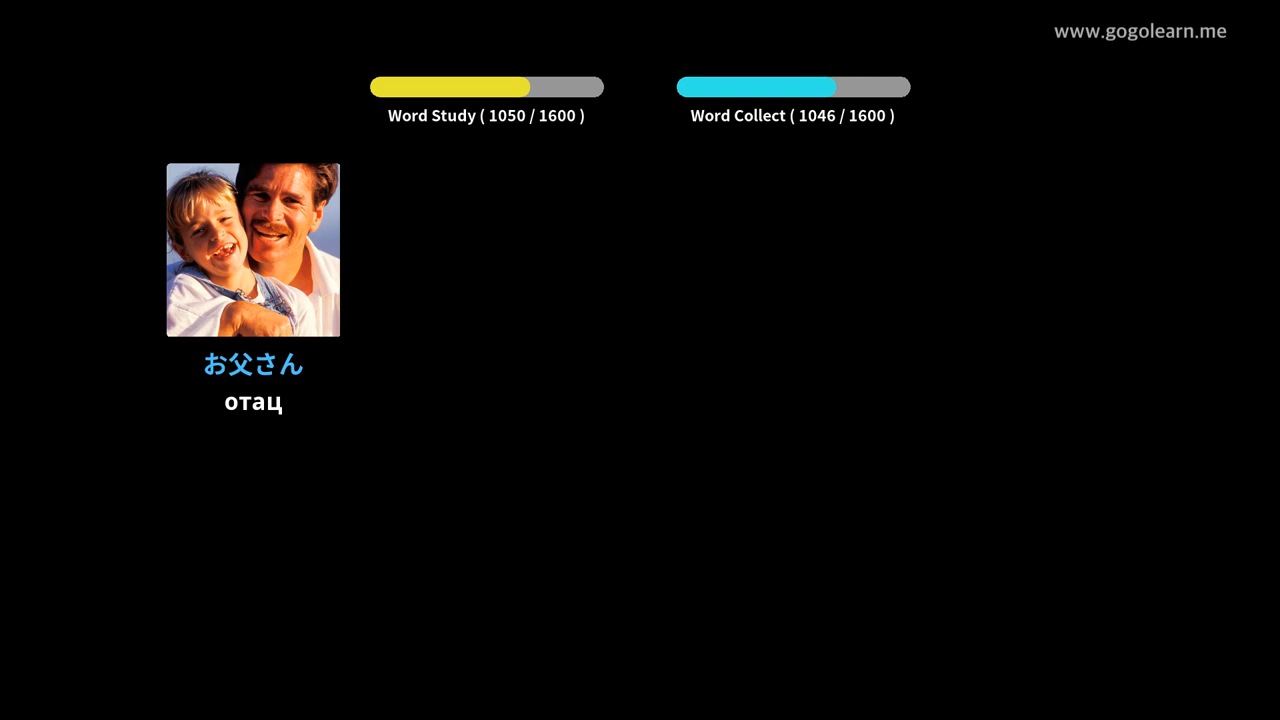 www.gogolearn.me
Word Study ( 1050 / 1600 )
Word Collect ( 1046 / 1600 )
お父さん
отац